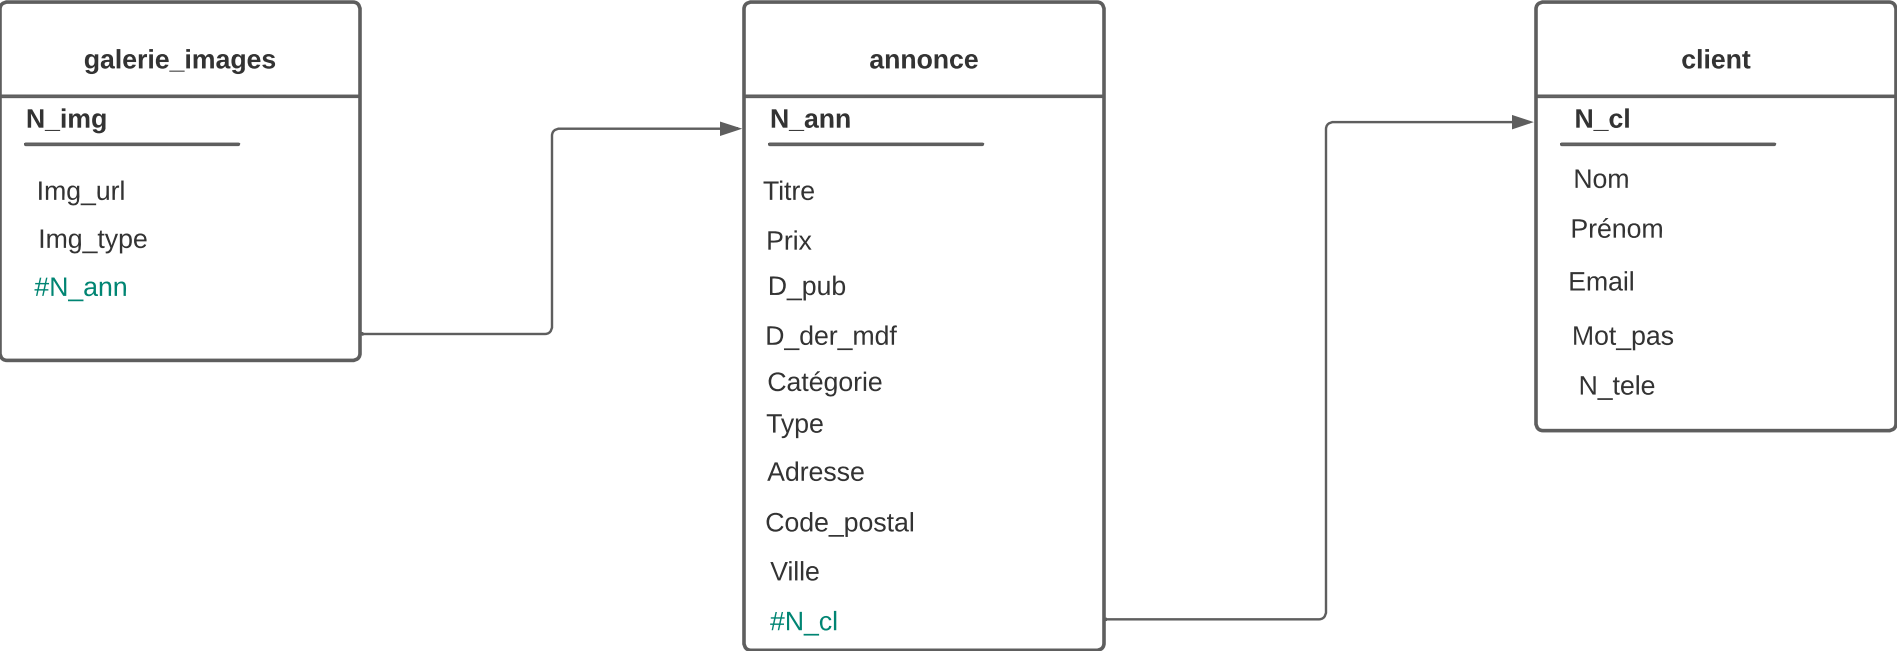 galerie_images
N_img
Img_url
Img_type
#N_ann
annonce
N_ann
Titre
Prix
D_pub
D_der_mdf
Catégorie
Type
Adresse
Code_postal
Ville
#N_cl
client
N_cl
Nom
Prénom
Email
Mot_pas
N_tele